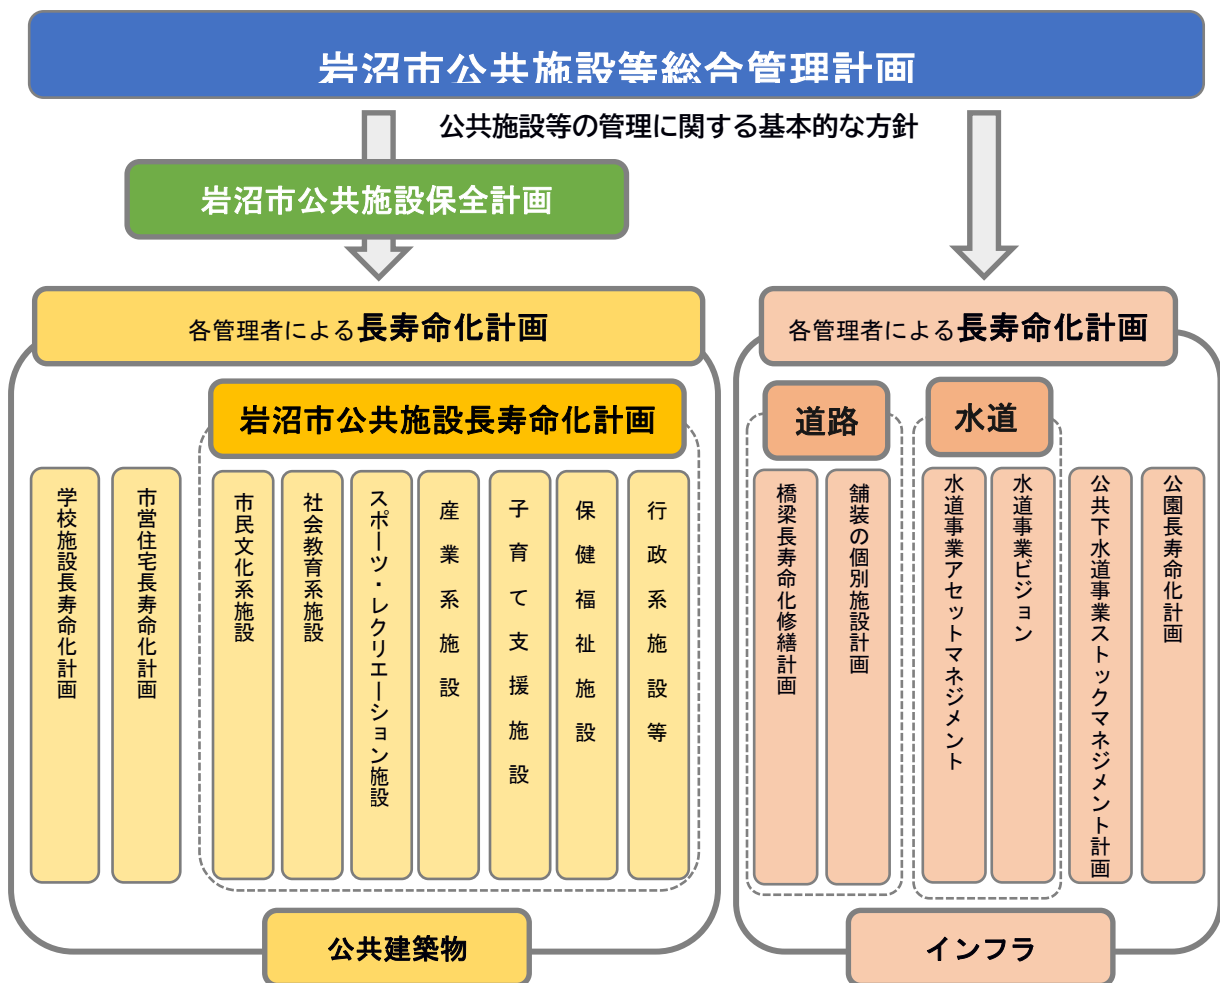 岩沼市公共施設等総合管理計画
公共施設等の管理に関する基本的な方針
岩沼市公共施設保全計画
各管理者による長寿命化計画
岩沼市公共施設長寿命化計画
学校施設長寿命化計画
市営住宅長寿命化計画
市民文化系施設
社会教育系施設
スポーツ・レクリエーション施設
産業系施設
子育て支援施設
保健福祉施設
行政系施設等
公共建築物
各管理者による長寿命化計画
道路
水道
橋梁長寿命化修繕計画
舗装の個別施設計画
水道事業アセットマネジメント
水道事業ビジョン
公共下水道事業ストックマネジメント計画
公園長寿命化計画
インフラ